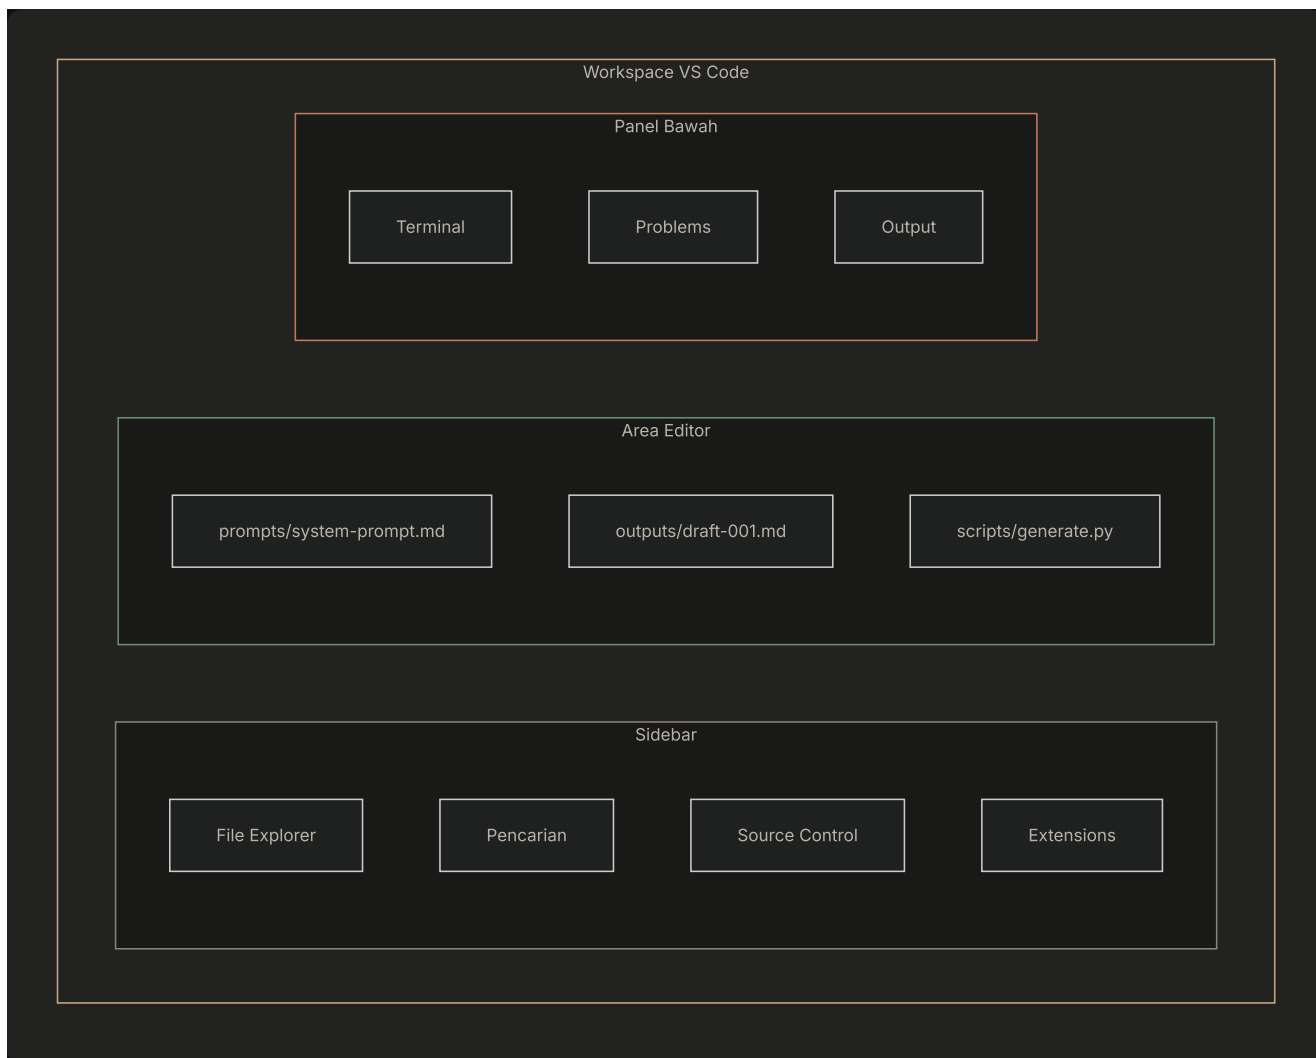 Workspace VS Code
Panel Bawah
Terminal
Problems
Output
Area Editor
prompts/system-prompt.md
outputs/draft-001.md
scripts/generate.py
Sidebar
File Explorer
Pencarian
Source Control
Extensions